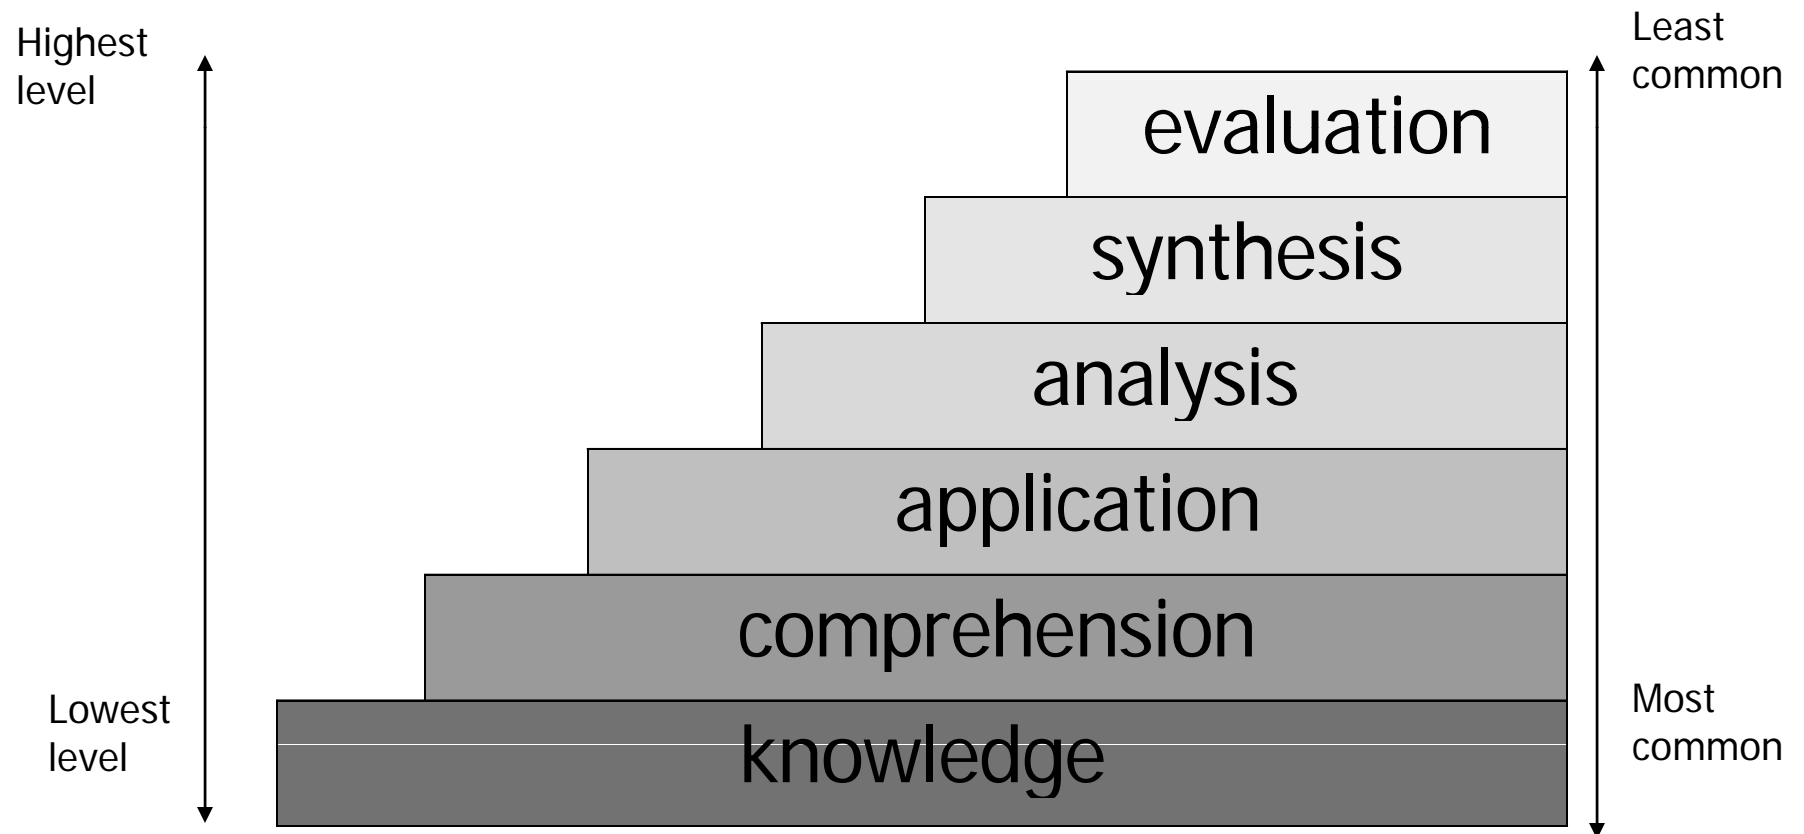 Highest
level
Least
common
evaluation
synthesis
analysis
application
comprehension
knowledge
Lowest
level
Most
common